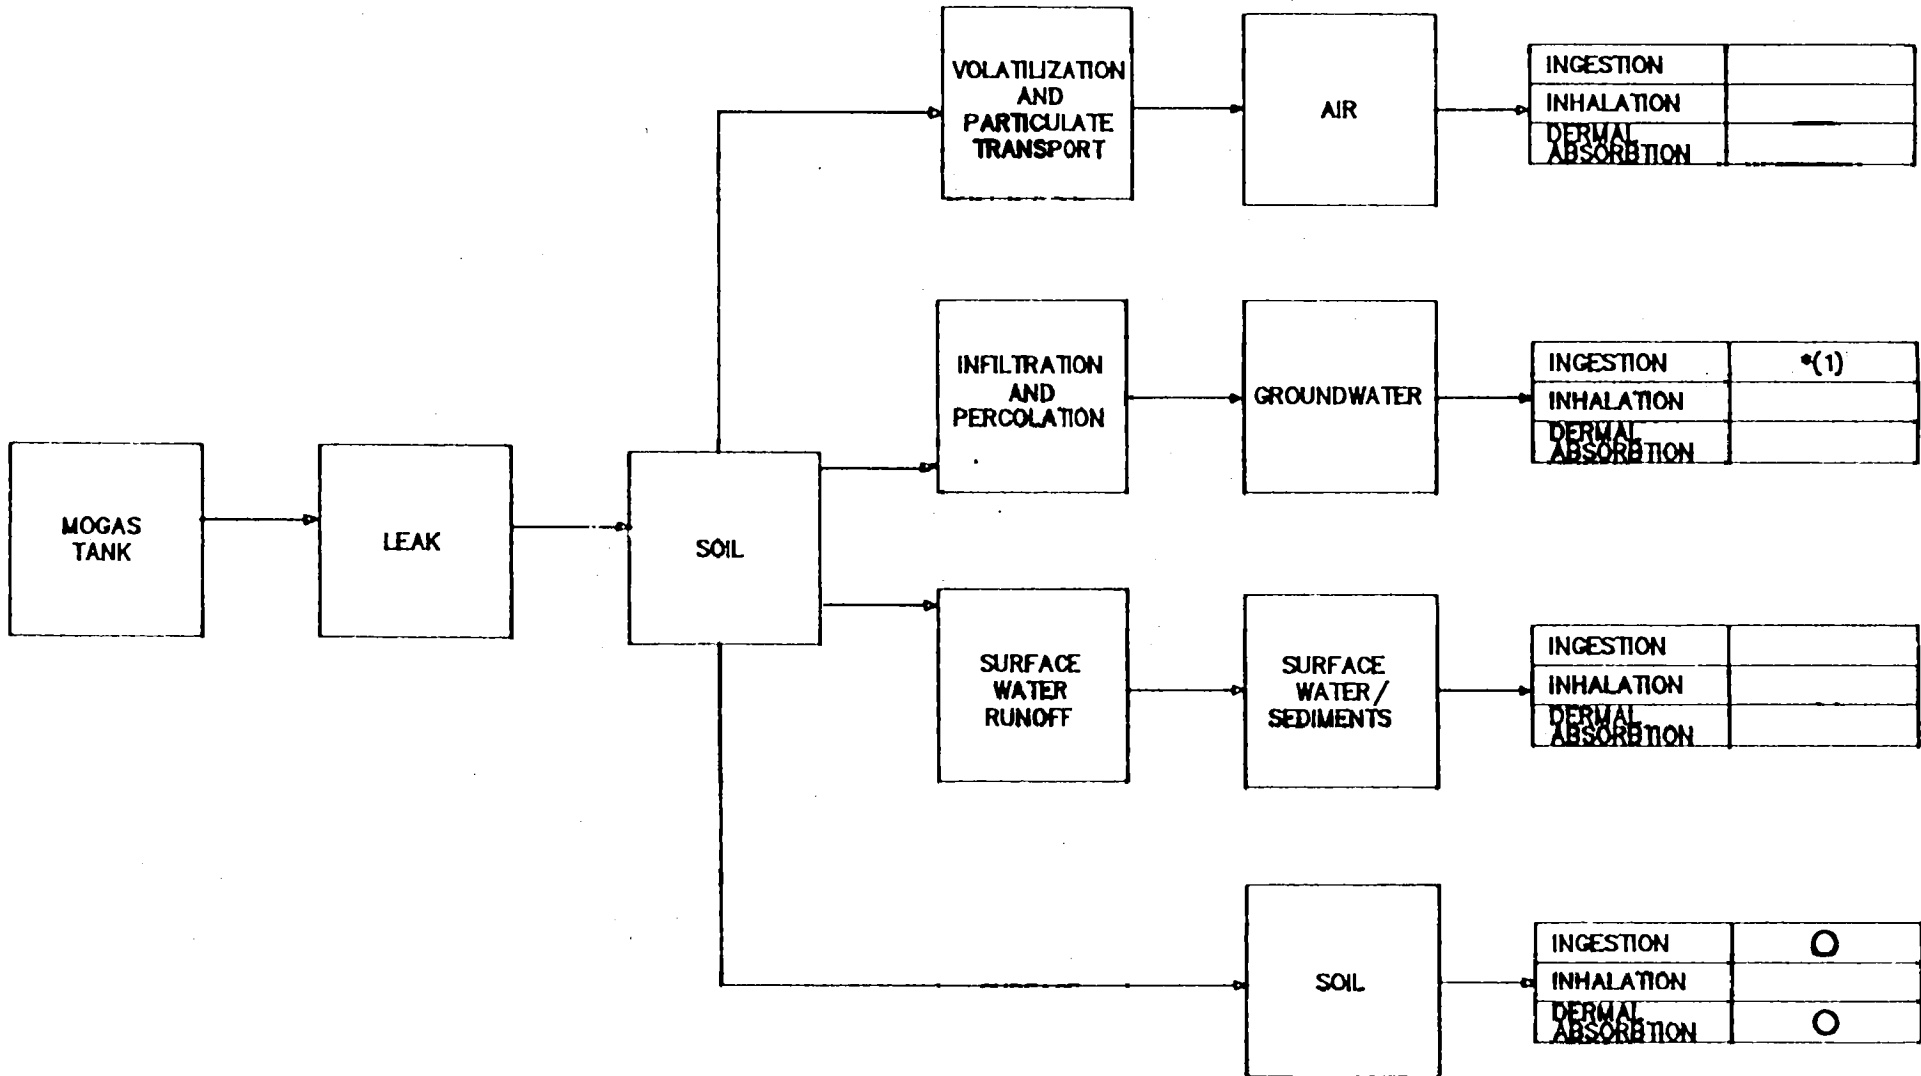 VOLATILIZATION
AND
PARTICULATE
TRANSPORT
AIR
INGESTION
INHALATION
DERMAL
ABSORBTION
INFILTRATION
AND
PERCOLATION
GROUNDWATER
INGESTION *(1)
INHALATION
DERMAL
ABSORBTION
MOGAS
TANK
LEAK
SOIL
SURFACE
WATER
RUNOFF
SURFACE
WATER/
SEDIMENTS
INGESTION
INHALATION
DERMAL
ABSORBTION
SOIL
INGESTION O
INHALATION
DERMAL
ABSORBTION O